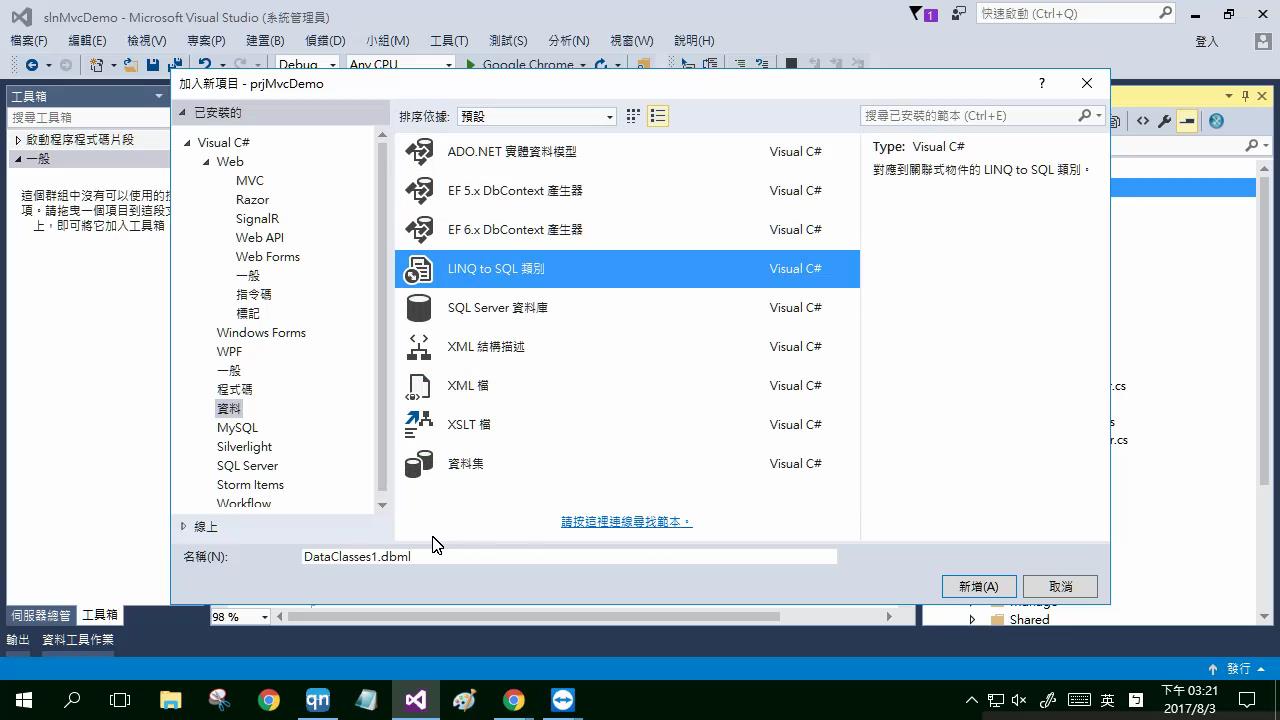 slnMvcDemo - Microsoft Visual Studio (系統管理員)
1
快速啟動 (Ctrl+Q)
檔案(F) 編輯(E) 檢視(V) 專案(P) 建置(B) 偵錯(D) 小組(M) 工具(T) 測試(S) 分析(N) 視窗(W) 說明(H)
登入
Debug Any CPU Google Chrome
工具箱
搜尋工具箱
啟動程序程式碼片段
一般
這個群組中沒有可以使用的控
項。請拖曳一個項目到這段文
上，即可將它加入工具箱
加入新項目 - prjMvcDemo
?
已安裝的
排序依據: 預設
搜尋已安裝的範本 (Ctrl+E)
Visual C#
Web
MVC
Razor
SignalR
Web API
Web Forms
一般
指令碼
標記
Windows Forms
WPF
一般
程式碼
資料
MySQL
Silverlight
SQL Server
Storm Items
Workflow
線上
ADO.NET 實體資料模型 Visual C#
EF 5.x DbContext 產生器 Visual C#
EF 6.x DbContext 產生器 Visual C#
LINQ to SQL 類別 Visual C#
SQL Server 資料庫 Visual C#
XML 結構描述 Visual C#
XML 檔 Visual C#
XSLT 檔 Visual C#
資料集 Visual C#
請按這裡連線尋找範本。
Type: Visual C#
對應到關聯式物件的 LINQ to SQL 類別。
名稱(N): DataClasses1.dbml
新增(A) 取消
r.cs
s
r.cs
Shared
伺服器總管 工具箱
98 %
輸出 資料工具作業
發行
qn
英
下午 03:21
2017/8/3